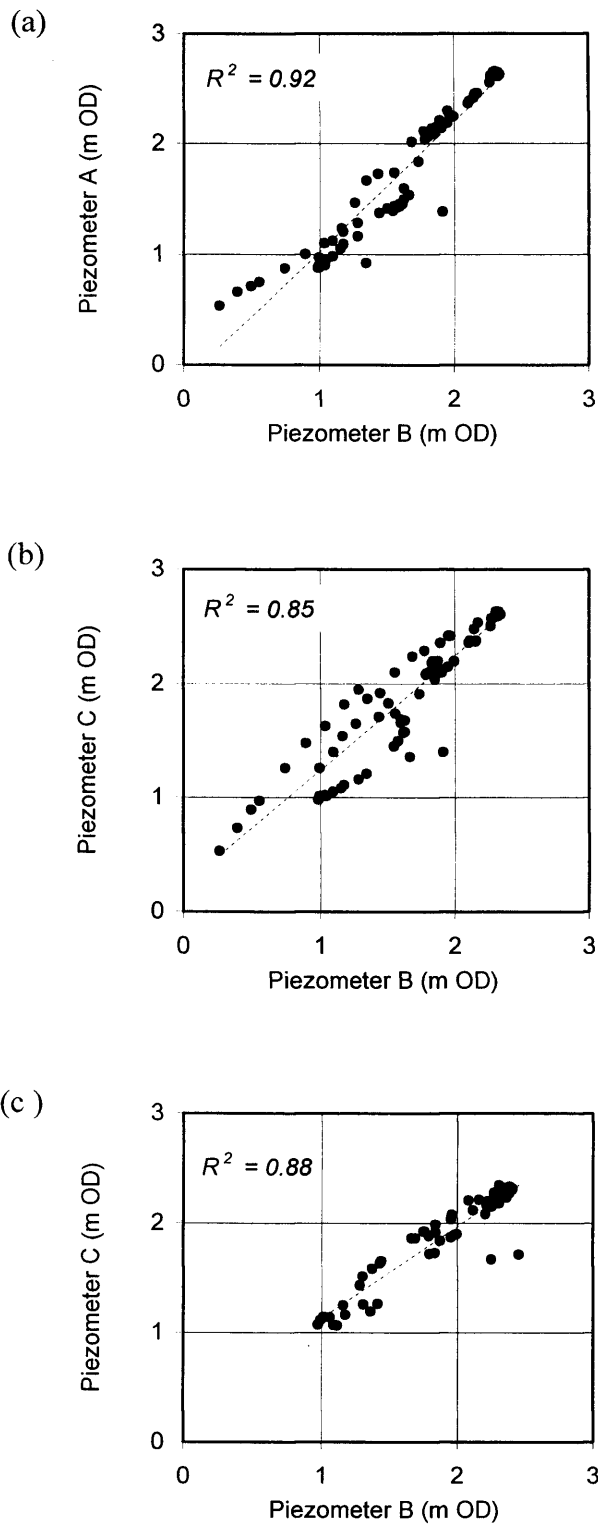 (a)
3
R² = 0.92
2
Piezometer A (m OD)
1
0
0 1 2 3
Piezometer B (m OD)
(b)
3
R² = 0.85
2
Piezometer C (m OD)
1
0
0 1 2 3
Piezometer B (m OD)
(c )
3
R² = 0.88
2
Piezometer C (m OD)
1
0
0 1 2 3
Piezometer B (m OD)